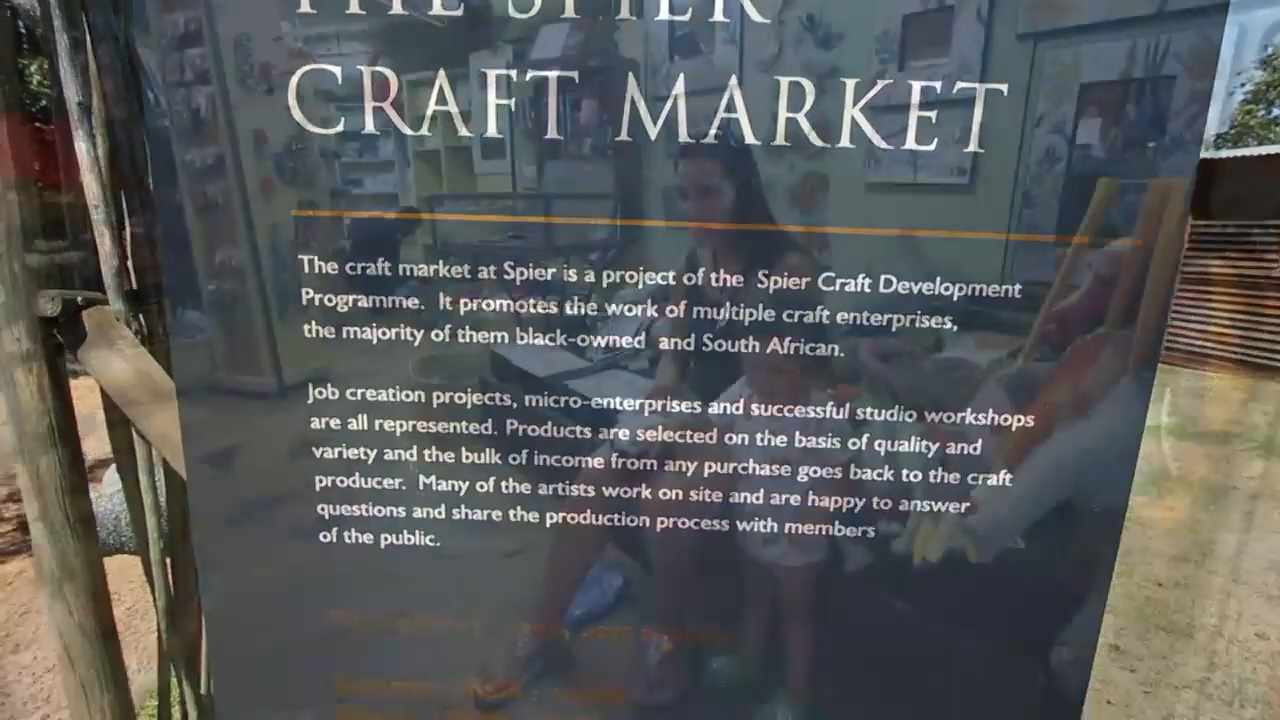 THE SPIER
CRAFT MARKET
The craft market at Spier is a project of the Spier Craft Development
Programme. It promotes the work of multiple craft enterprises,
the majority of them black-owned and South African.
Job creation projects, micro-enterprises and successful studio workshops
are all represented. Products are selected on the basis of quality and
variety and the bulk of income from any purchase goes back to the craft
producer. Many of the artists work on site and are happy to answer
questions and share the production process with members
of the public.